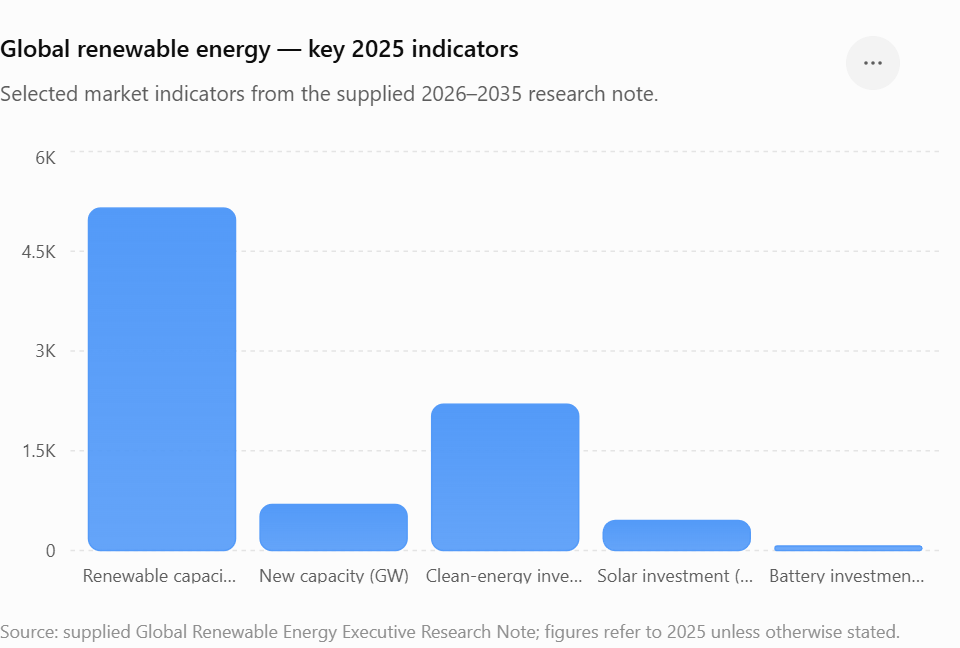 Global renewable energy — key 2025 indicators
Selected market indicators from the supplied 2026–2035 research note.
6K
4.5K
3K
1.5K
0
Renewable capaci... New capacity (GW) Clean-energy inve... Solar investment (... Battery investmen...
Source: supplied Global Renewable Energy Executive Research Note; figures refer to 2025 unless otherwise stated.